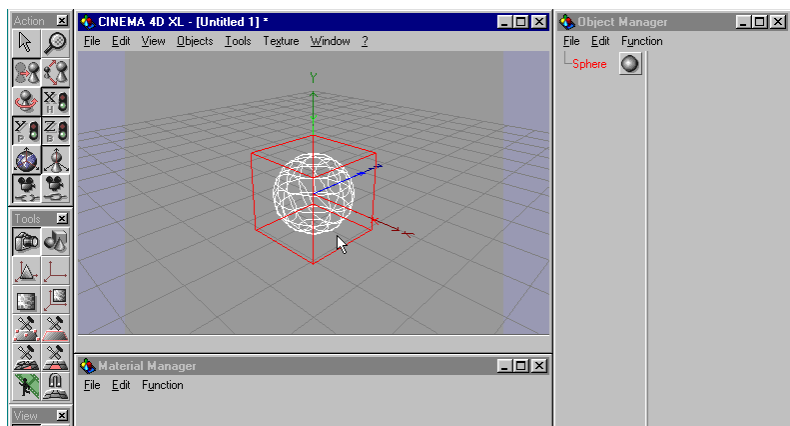 Action
CINEMA 4D XL - [Untitled 1] *
Object Manager
File Edit View Objects Tools Texture Window ?
File Edit Function
Sphere
Y
Z
X
X
H
Y
P
Z
B
Tools
Material Manager
File Edit Function
View